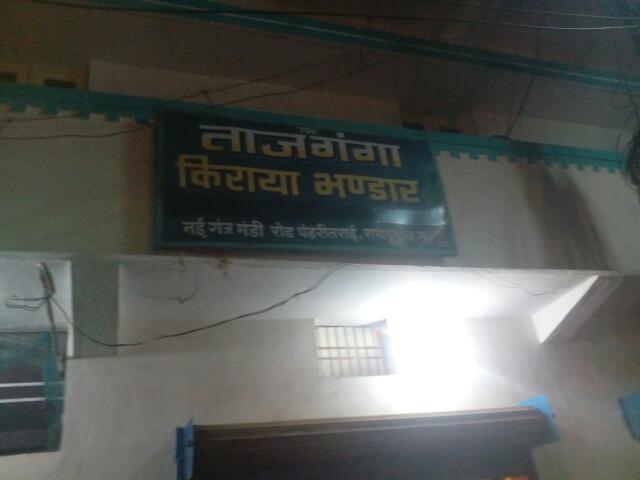 ताजगंगा
किराया भण्डार
नई गंज मंडी रोड पंडरीतराई,